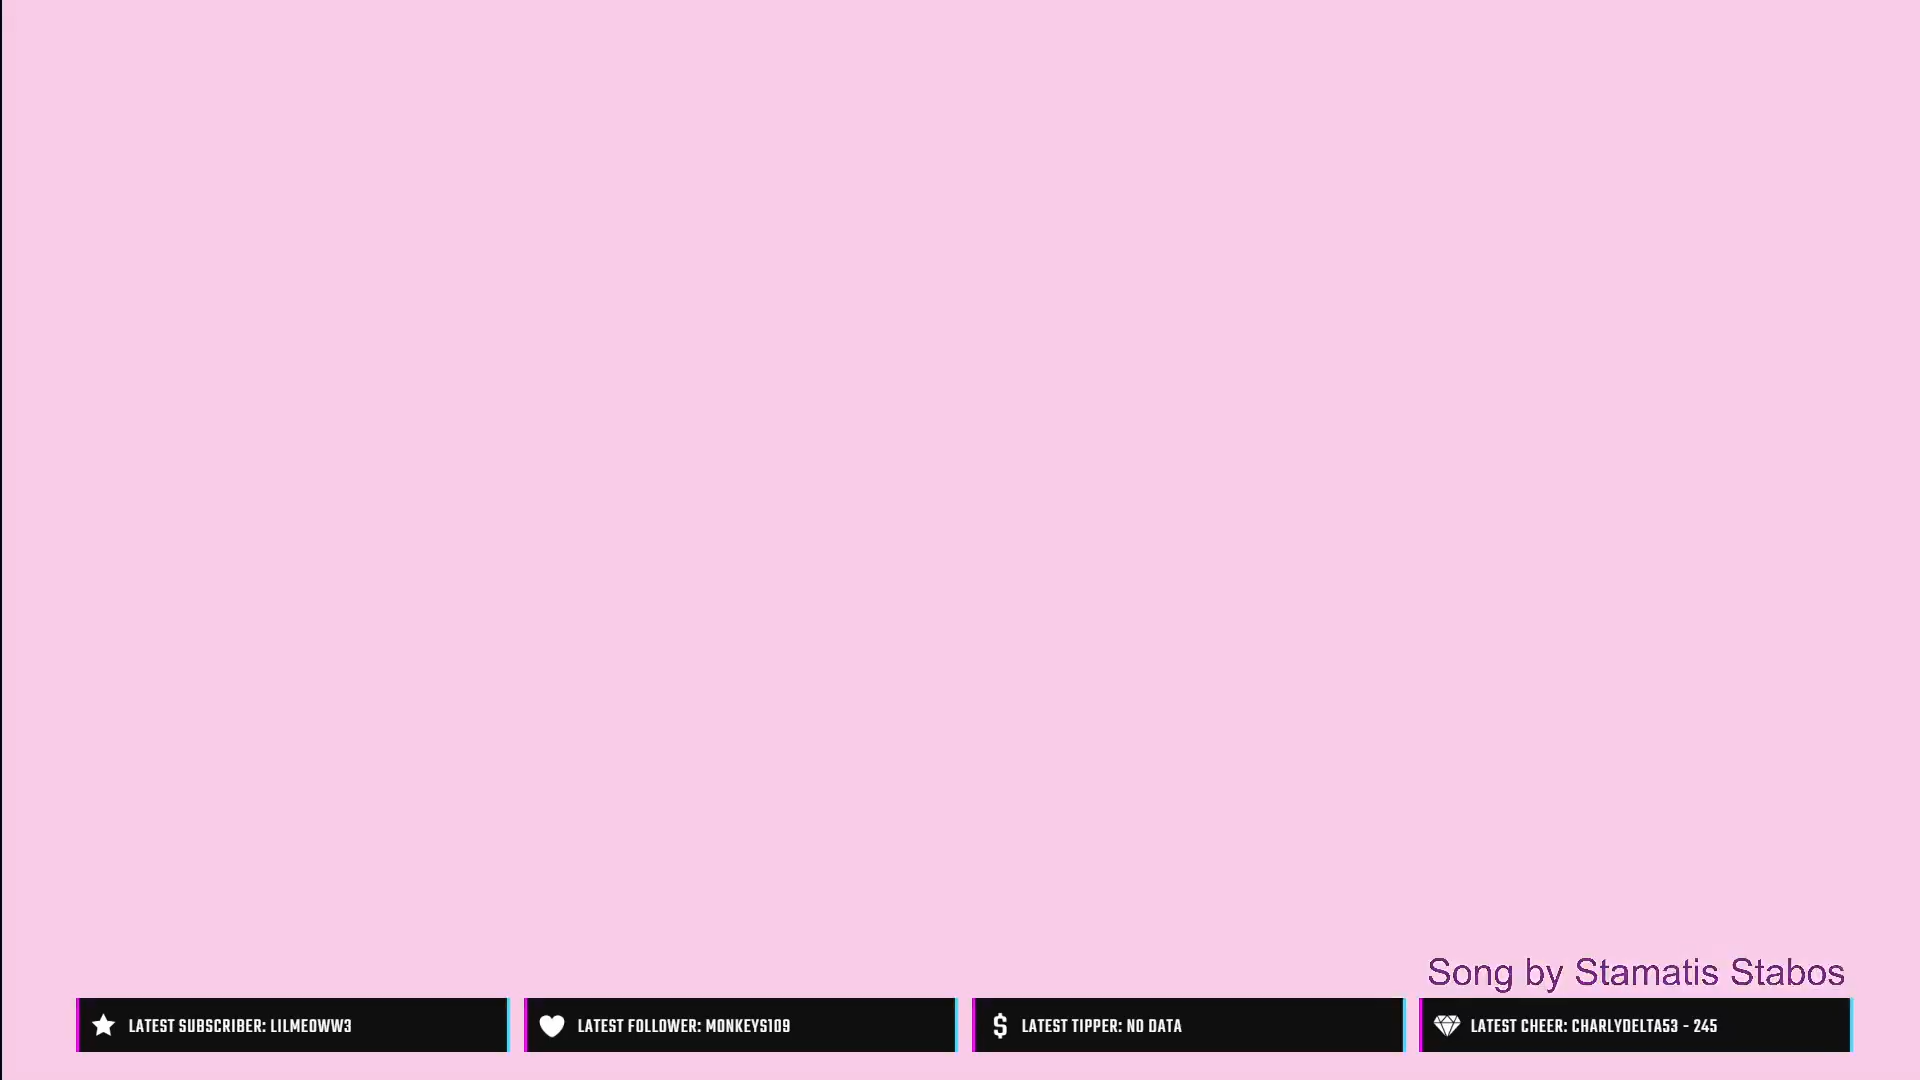 Song by Stamatis Stabos
LATEST SUBSCRIBER: LILMEOWW3
LATEST FOLLOWER: MONKEYS109
LATEST TIPPER: NO DATA
LATEST CHEER: CHARLYDELTA53 - 245